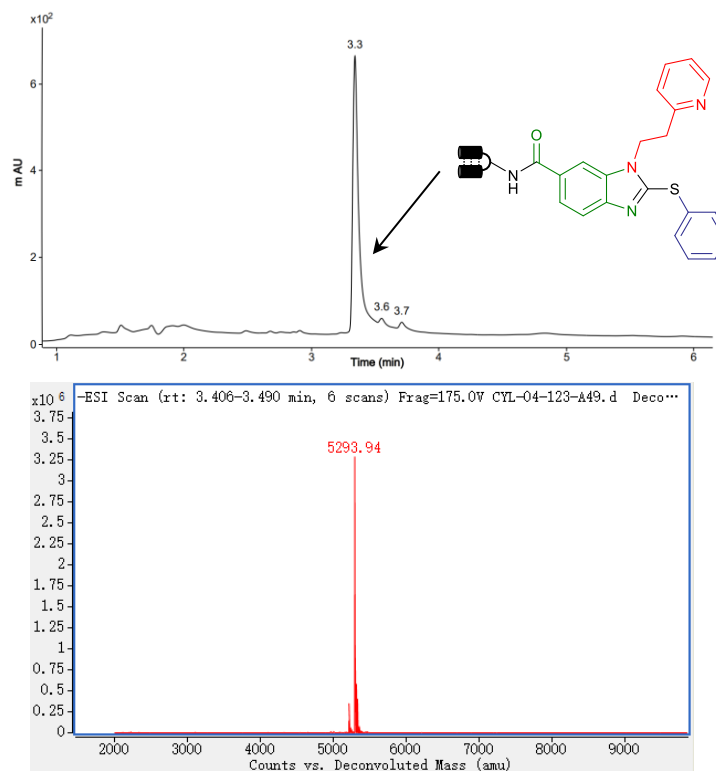 x10²
6
4
2
0
m AU
3.3
3.6
3.7
1
2
3
4
5
6
Time (min)
O
N
H
N
N
S
N
x10 6
-ESI Scan (rt: 3.406-3.490 min, 6 scans) Frag=175.0V CYL-04-123-A49.d Deco···
3.75
3.5
3.25
3
2.75
2.5
2.25
2
1.75
1.5
1.25
1
0.75
0.5
0.25
0
5293.94
2000 3000 4000 5000 6000 7000 8000 9000
Counts vs. Deconvoluted Mass (amu)